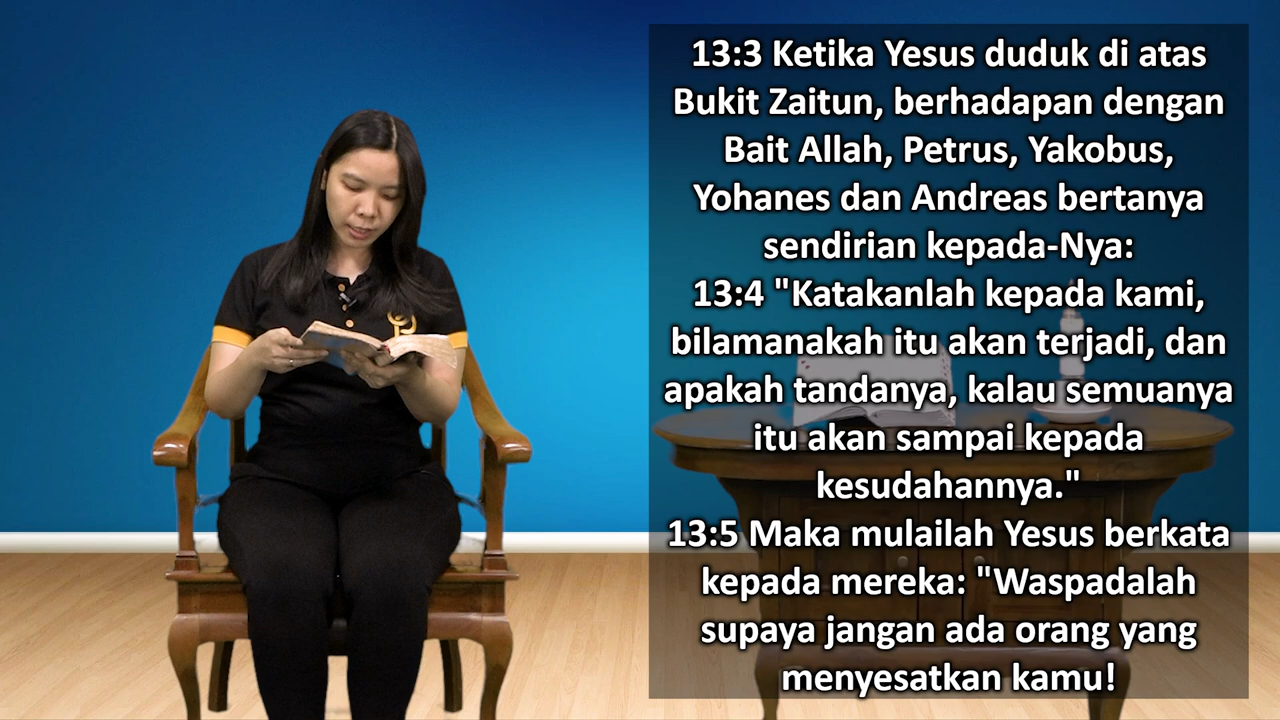 13:3 Ketika Yesus duduk di atas
Bukit Zaitun, berhadapan dengan
Bait Allah, Petrus, Yakobus,
Yohanes dan Andreas bertanya
sendirian kepada-Nya:
13:4 "Katakanlah kepada kami,
bilamanakah itu akan terjadi, dan
apakah tandanya, kalau semuanya
itu akan sampai kepada
kesudahannya."
13:5 Maka mulailah Yesus berkata
kepada mereka: "Waspadalah
supaya jangan ada orang yang
menyesatkan kamu!